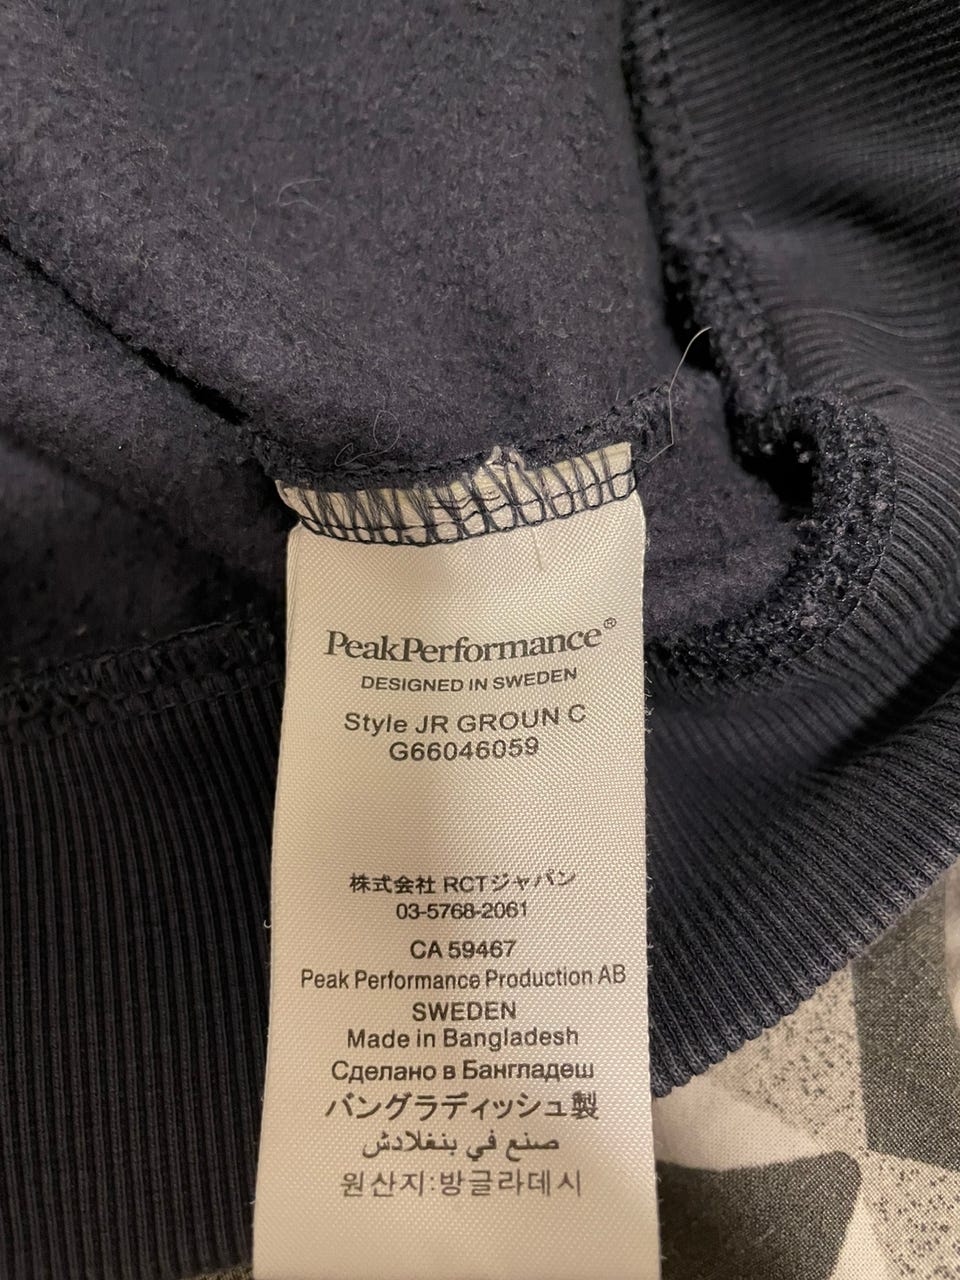 PeakPerformance®
DESIGNED IN SWEDEN
Style JR GROUN C
G66046059
株式会社 RCTジャパン
03-5768-2061
CA 59467
Peak Performance Production AB
SWEDEN
Made in Bangladesh
Сделано в Бангладеш
バングラディッシュ製
صنع في بنغلادش
원산지:방글라데시